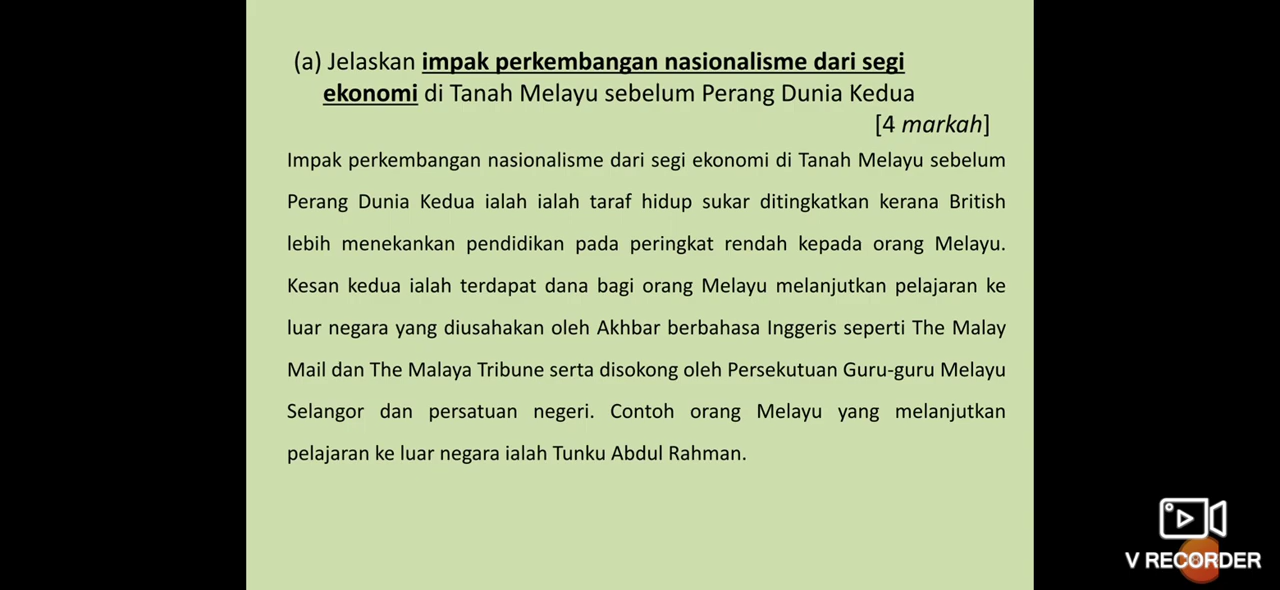 (a) Jelaskan impak perkembangan nasionalisme dari segi
ekonomi di Tanah Melayu sebelum Perang Dunia Kedua
[4 markah]
Impak perkembangan nasionalisme dari segi ekonomi di Tanah Melayu sebelum
Perang Dunia Kedua ialah ialah taraf hidup sukar ditingkatkan kerana British
lebih menekankan pendidikan pada peringkat rendah kepada orang Melayu.
Kesan kedua ialah terdapat dana bagi orang Melayu melanjutkan pelajaran ke
luar negara yang diusahakan oleh Akhbar berbahasa Inggeris seperti The Malay
Mail dan The Malaya Tribune serta disokong oleh Persekutuan Guru-guru Melayu
Selangor dan persatuan negeri. Contoh orang Melayu yang melanjutkan
pelajaran ke luar negara ialah Tunku Abdul Rahman.
V RECORDER